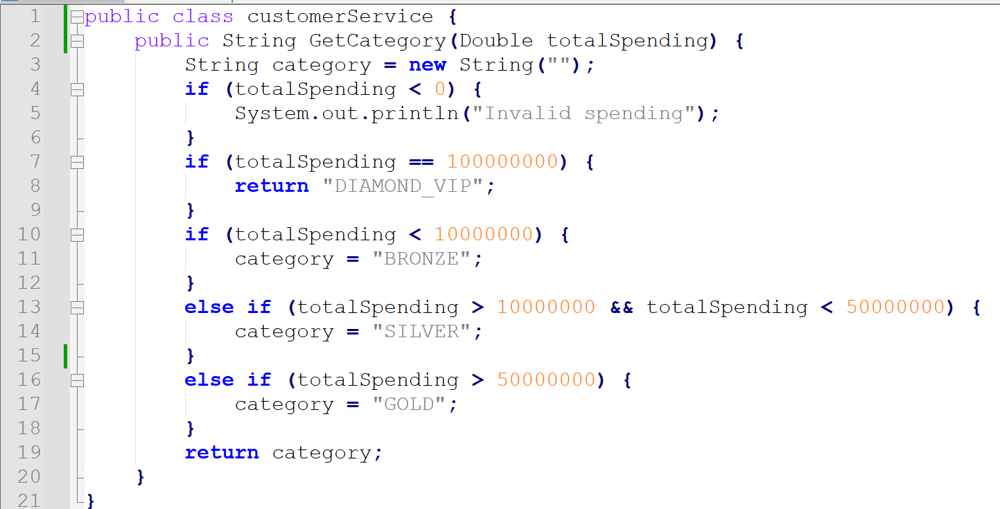 1 public class customerService {
2 public String GetCategory(Double totalSpending) {
3 String category = new String("");
4 if (totalSpending < 0) {
5 System.out.println("Invalid spending");
6 }
7 if (totalSpending == 100000000) {
8 return "DIAMOND_VIP";
9 }
10 if (totalSpending < 10000000) {
11 category = "BRONZE";
12 }
13 else if (totalSpending > 10000000 && totalSpending < 50000000) {
14 category = "SILVER";
15 }
16 else if (totalSpending > 50000000) {
17 category = "GOLD";
18 }
19 return category;
20 }
21 }